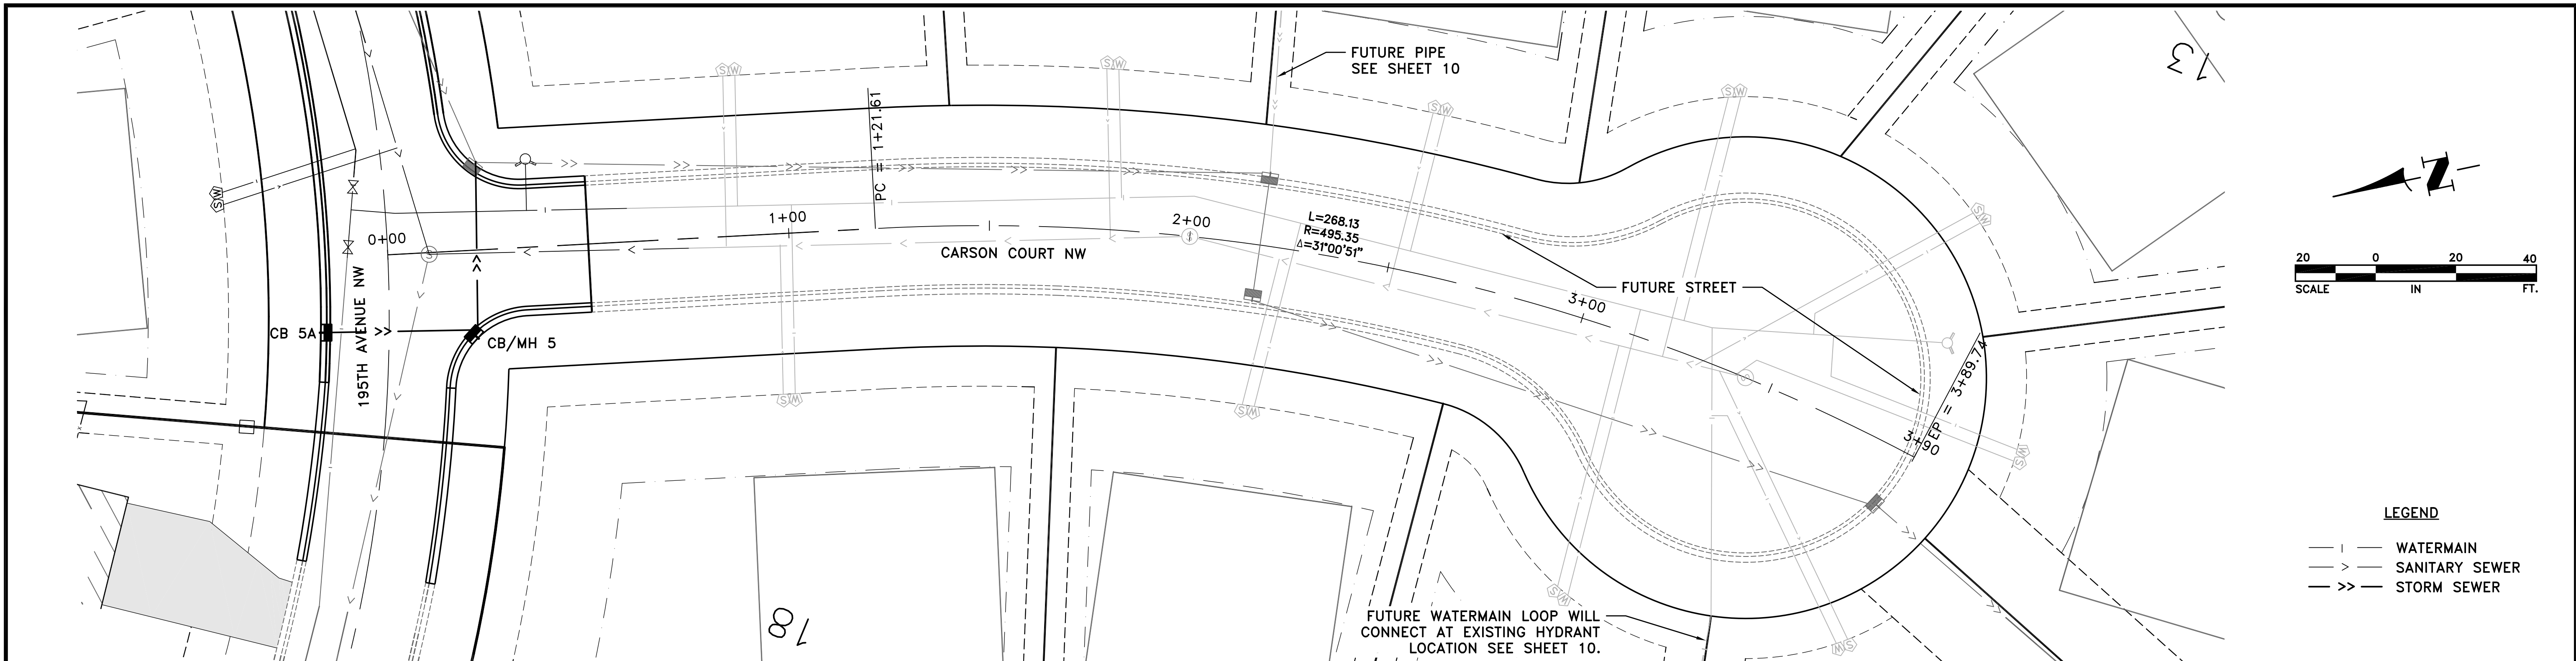 FUTURE PIPE
SEE SHEET 10
13
S W
S W
S W
S W
S W
PC = 1+21.61
1+00
2+00
0+00
L=268.13
R=495.35
Δ=31°00'51"
CARSON COURT NW
FUTURE STREET
3+00
195TH AVENUE NW
CB 5A
CB/MH 5
EP = 3+89.74
3+90
S W
S W
S W
S W
S W
S W
S
S
N
20 0 20 40
SCALE IN FT.
LEGEND
WATERMAIN
SANITARY SEWER
STORM SEWER
18
FUTURE WATERMAIN LOOP WILL
CONNECT AT EXISTING HYDRANT
LOCATION SEE SHEET 10.